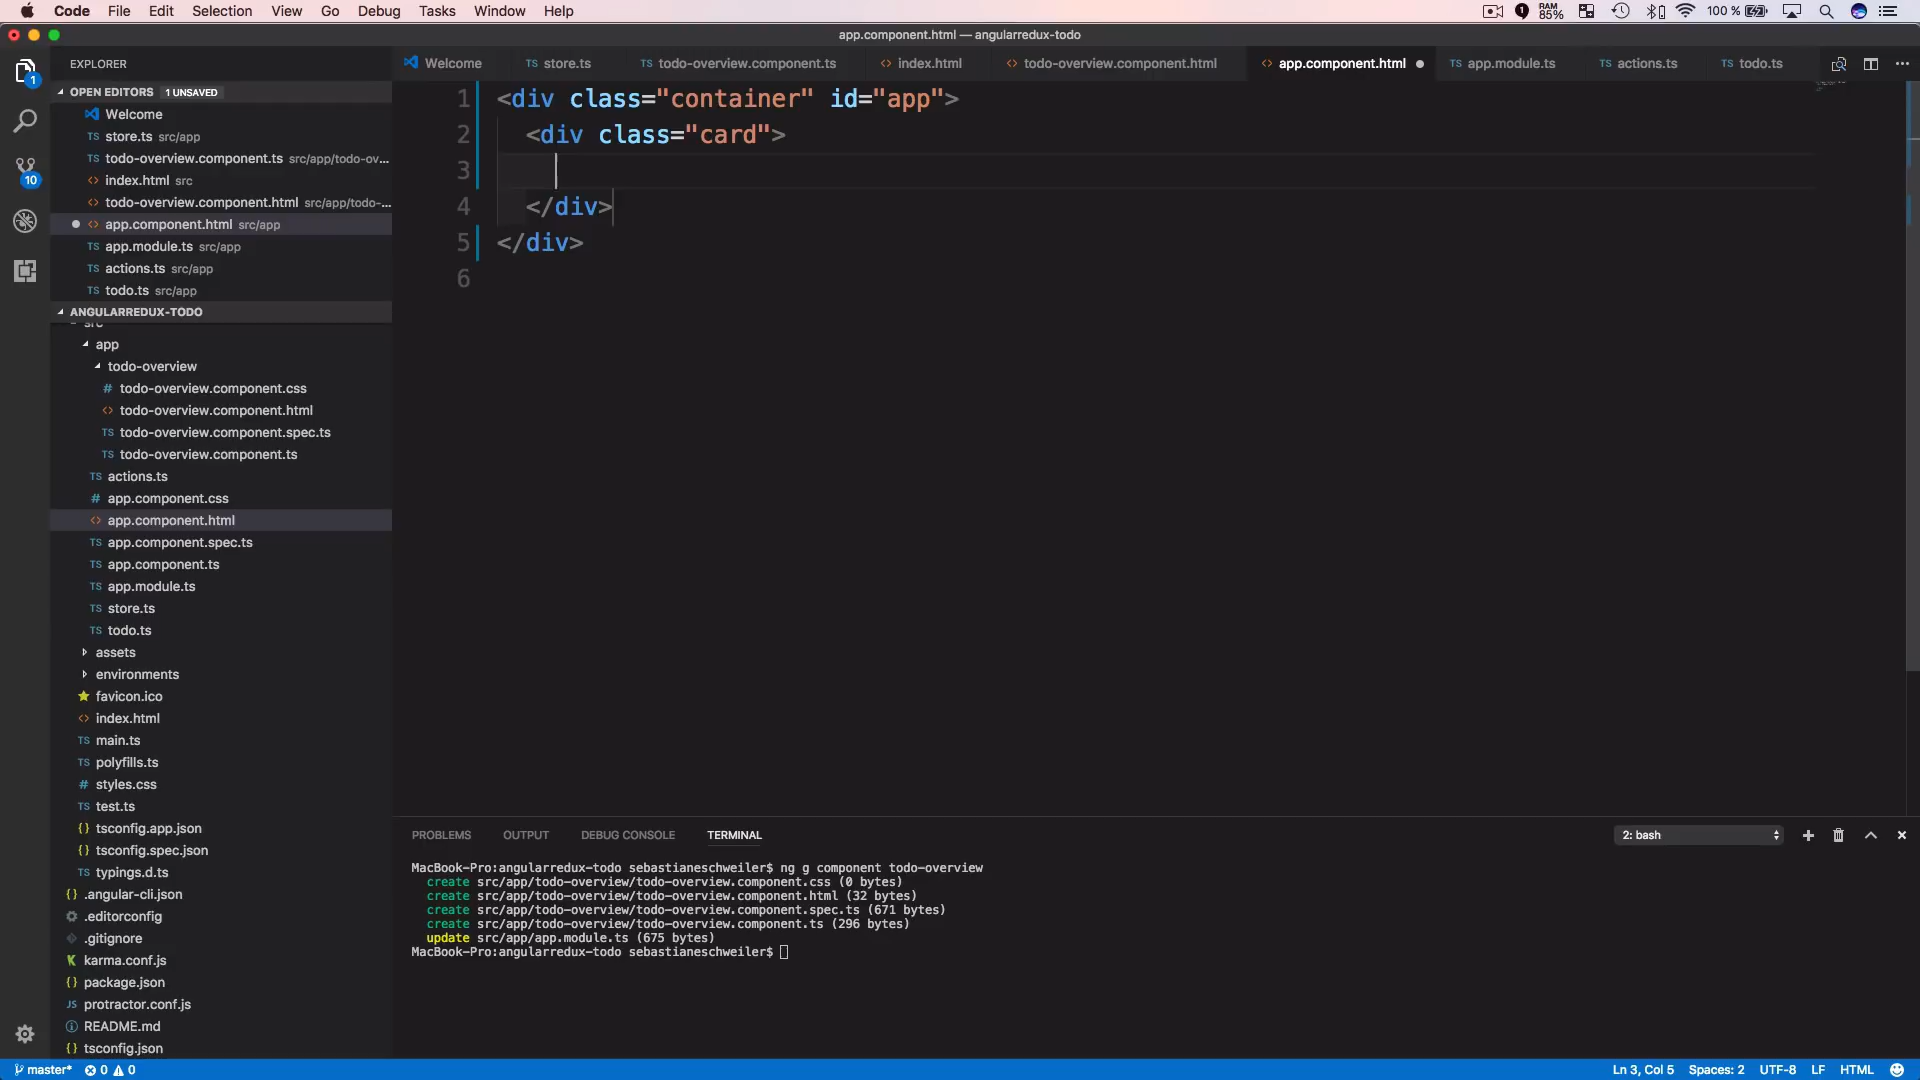 Code File Edit Selection View Go Debug Tasks Window Help
RAM 85% 100 %
app.component.html — angularredux-todo
EXPLORER
Welcome
store.ts
todo-overview.component.ts
index.html
todo-overview.component.html
app.component.html
app.module.ts
actions.ts
todo.ts
OPEN EDITORS 1 UNSAVED
Welcome
store.ts src/app
todo-overview.component.ts src/app/todo-ov...
index.html src
todo-overview.component.html src/app/todo-...
app.component.html src/app
app.module.ts src/app
actions.ts src/app
todo.ts src/app
ANGULARREDUX-TODO
src
app
todo-overview
todo-overview.component.css
todo-overview.component.html
todo-overview.component.spec.ts
todo-overview.component.ts
actions.ts
app.component.css
app.component.html
app.component.spec.ts
app.component.ts
app.module.ts
store.ts
todo.ts
assets
environments
favicon.ico
index.html
main.ts
polyfills.ts
styles.css
test.ts
tsconfig.app.json
tsconfig.spec.json
typings.d.ts
.angular-cli.json
.editorconfig
.gitignore
karma.conf.js
package.json
protractor.conf.js
README.md
tsconfig.json
1 <div class="container" id="app">
2 <div class="card">
3
4 </div>
5 </div>
6
PROBLEMS OUTPUT DEBUG CONSOLE TERMINAL 2: bash
MacBook-Pro:angularredux-todo sebastianeschweiler$ ng g component todo-overview
create src/app/todo-overview/todo-overview.component.css (0 bytes)
create src/app/todo-overview/todo-overview.component.html (32 bytes)
create src/app/todo-overview/todo-overview.component.spec.ts (671 bytes)
create src/app/todo-overview/todo-overview.component.ts (296 bytes)
update src/app/app.module.ts (675 bytes)
MacBook-Pro:angularredux-todo sebastianeschweiler$
master* 0 0 Ln 3, Col 5 Spaces: 2 UTF-8 LF HTML